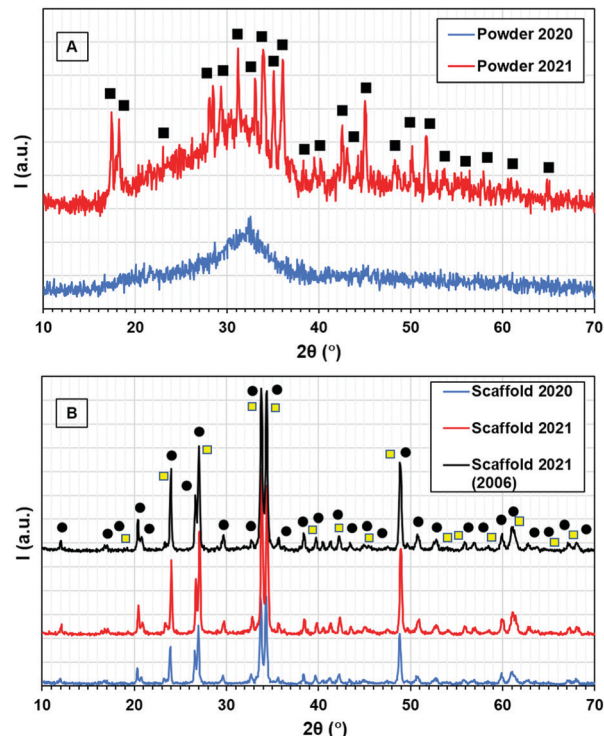 A
Powder 2020
Powder 2021
I (a.u.)
10 20 30 40 50 60 70
2θ (°)
B
Scaffold 2020
Scaffold 2021
Scaffold 2021
(2006)
I (a.u.)
10 20 30 40 50 60 70
2θ (°)